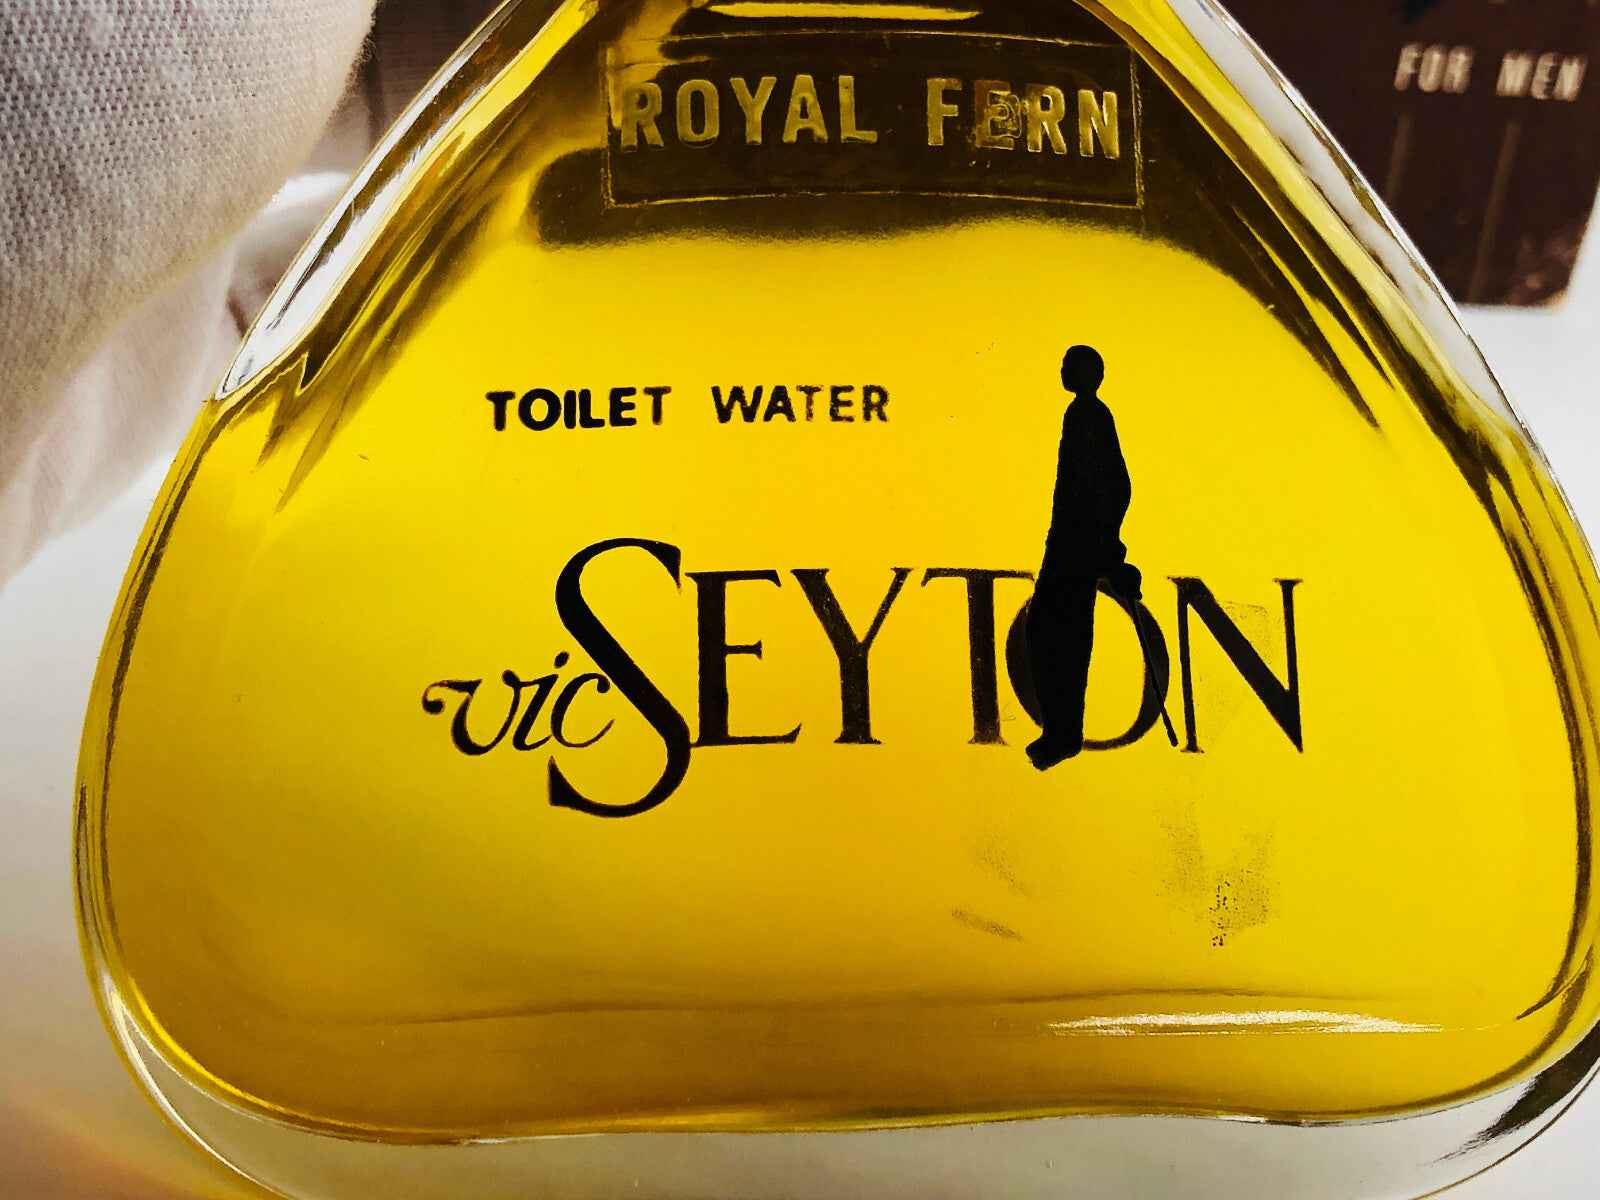 ROYAL FERN
FOR MEN
TOILET WATER
vic SEYTON